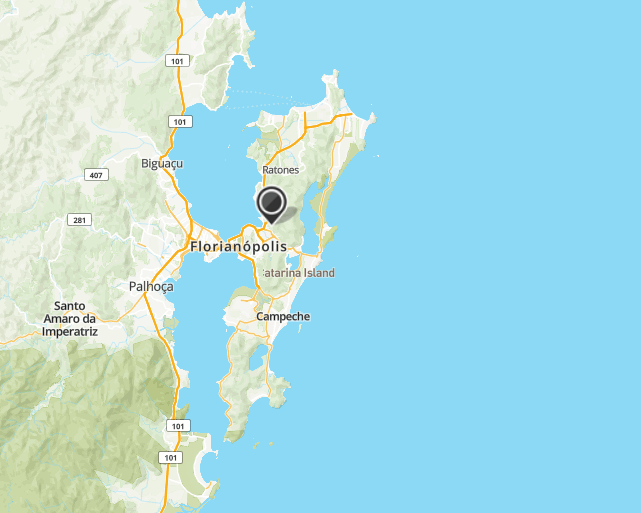 101
101
Biguaçu
Ratones
407
281
Florianópolis
atarina Island
Palhoça
Santo
Amaro da
Imperatriz
Campeche
101
101